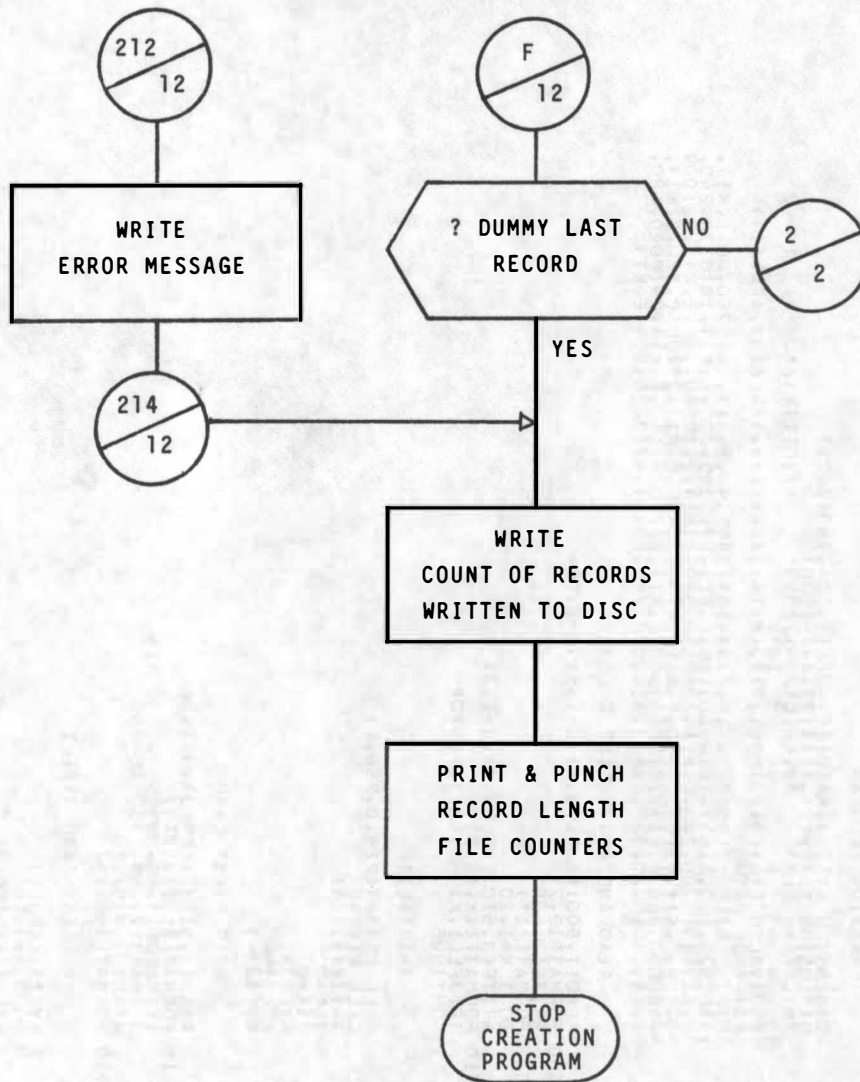 212
12
WRITE
ERROR MESSAGE
214
12
F
12
? DUMMY LAST
RECORD
NO
2
2
YES
WRITE
COUNT OF RECORDS
WRITTEN TO DISC
PRINT & PUNCH
RECORD LENGTH
FILE COUNTERS
STOP
CREATION
PROGRAM